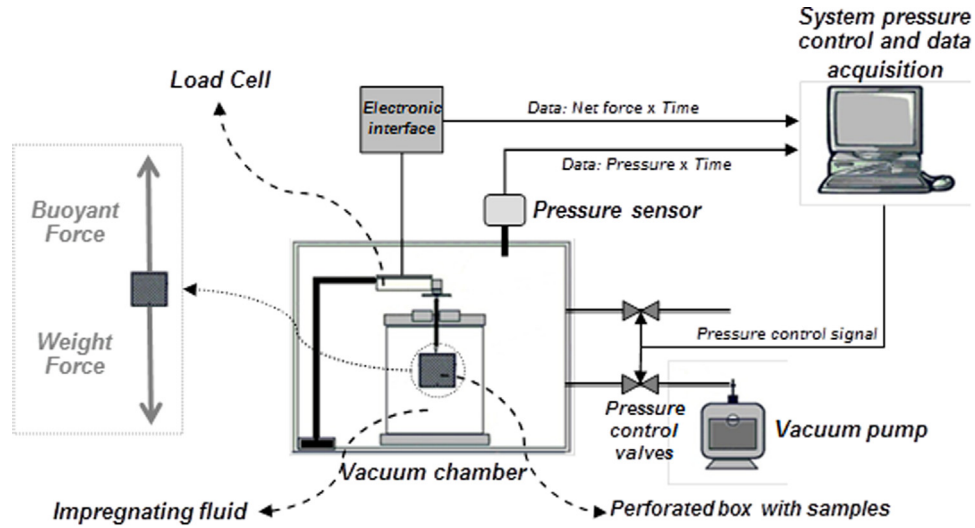 System pressure
control and data
acquisition
Load Cell
Electronic
interface
Data: Net force x Time
Data: Pressure x Time
Pressure sensor
Buoyant
Force
Weight
Force
Pressure control signal
Pressure
control
valves
Vacuum pump
Vacuum chamber
Impregnating fluid
Perforated box with samples